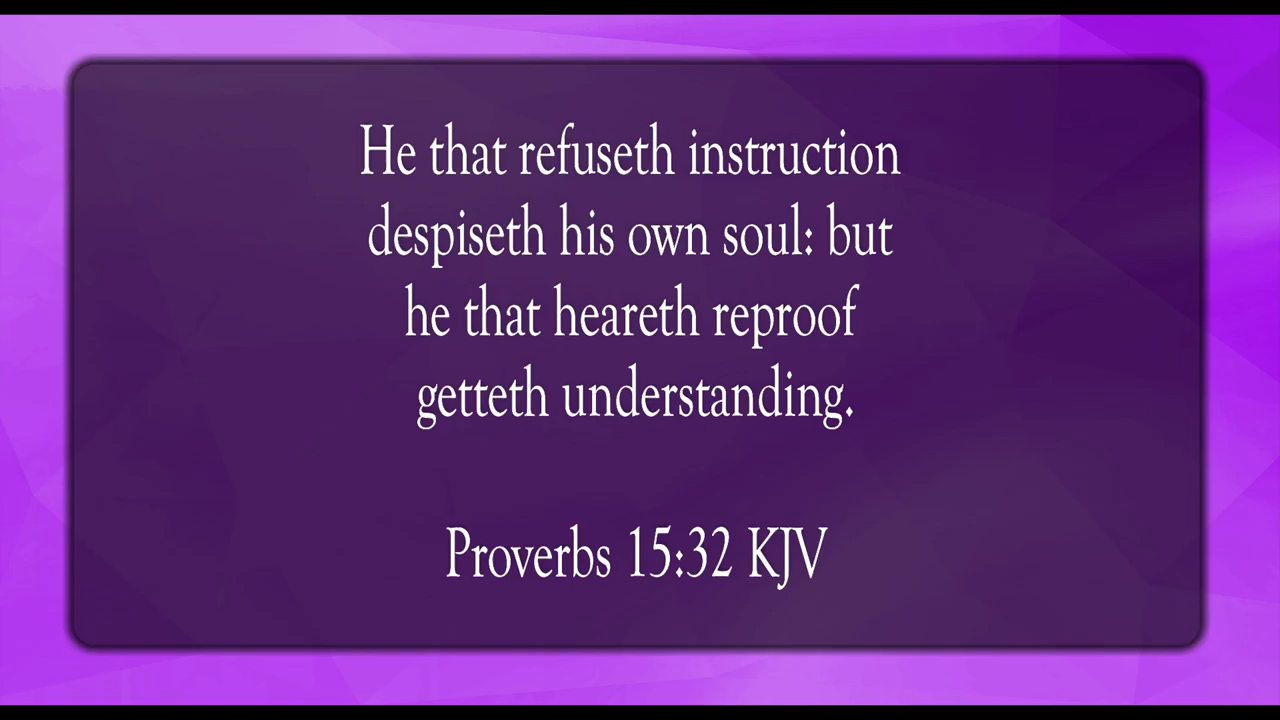 He that refuseth instruction
despiseth his own soul: but
he that heareth reproof
getteth understanding.
Proverbs 15:32 KJV